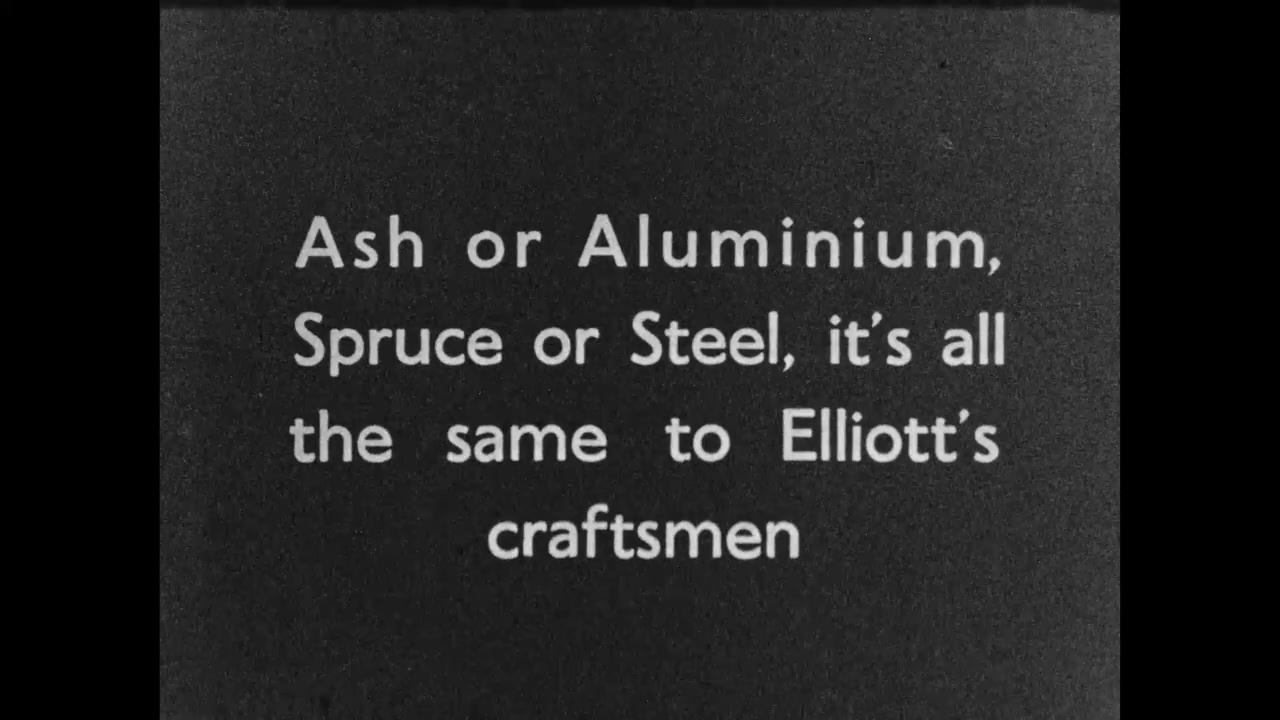 Ash or Aluminium,
Spruce or Steel, it's all
the same to Elliott's
craftsmen